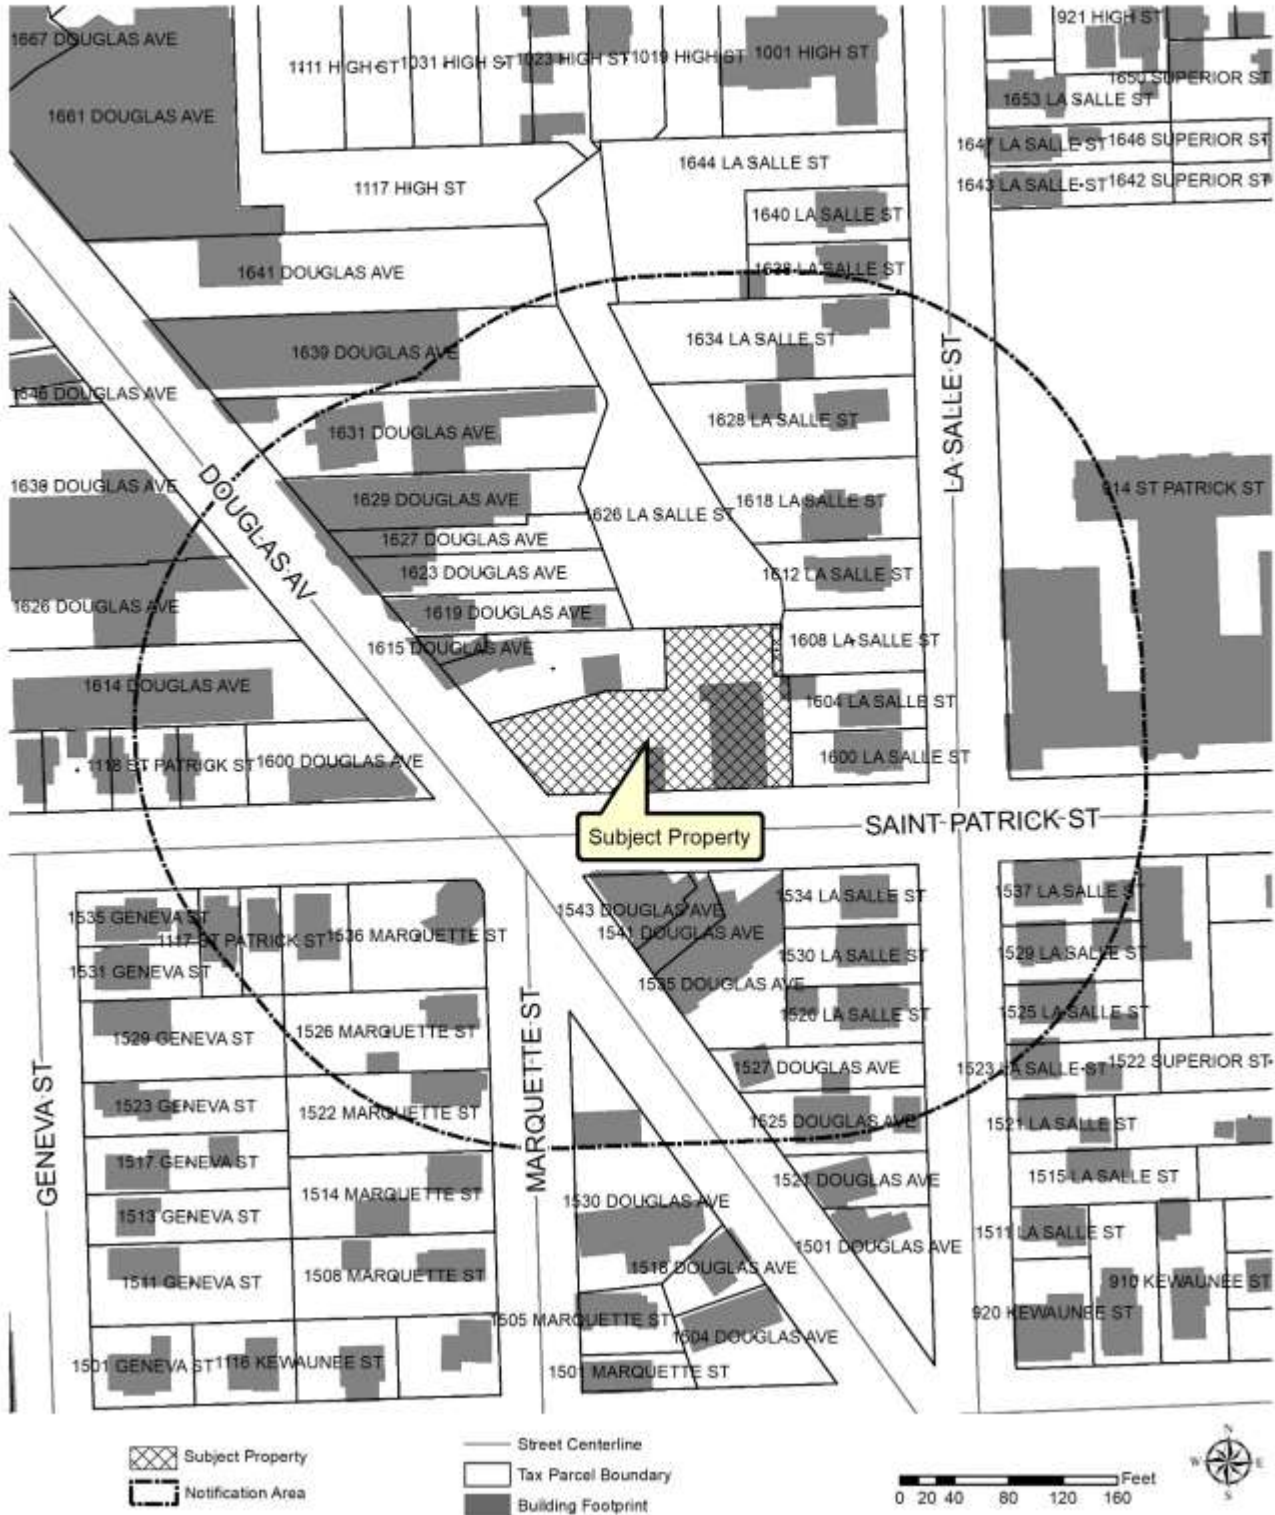 1667 DOUGLAS AVE
921 HIGH ST
1111 HIGH ST
1031 HIGH ST
1023 HIGH ST
1019 HIGH ST
1001 HIGH ST
1650 SUPERIOR ST
1653 LA SALLE ST
1661 DOUGLAS AVE
1647 LA SALLE ST
1646 SUPERIOR ST
1644 LA SALLE ST
1117 HIGH ST
1643 LA SALLE ST
1642 SUPERIOR ST
1640 LA SALLE ST
1641 DOUGLAS AVE
1638 LA SALLE ST
1634 LA SALLE ST
1639 DOUGLAS AVE
1646 DOUGLAS AVE
LA SALLE ST
1628 LA SALLE ST
1631 DOUGLAS AVE
1638 DOUGLAS AVE
914 ST PATRICK ST
1629 DOUGLAS AVE
1618 LA SALLE ST
1626 LA SALLE ST
DOUGLAS AV
1627 DOUGLAS AVE
1623 DOUGLAS AVE
1612 LA SALLE ST
1626 DOUGLAS AVE
1619 DOUGLAS AVE
1608 LA SALLE ST
1615 DOUGLAS AVE
1614 DOUGLAS AVE
1604 LA SALLE ST
1118 ST PATRICK ST
1600 DOUGLAS AVE
1600 LA SALLE ST
SAINT PATRICK ST
Subject Property
1534 LA SALLE ST
1537 LA SALLE ST
1535 GENEVA ST
1543 DOUGLAS AVE
1117 ST PATRICK ST
1536 MARQUETTE ST
1541 DOUGLAS AVE
1530 LA SALLE ST
1529 LA SALLE ST
1531 GENEVA ST
1535 DOUGLAS AVE
1526 LA SALLE ST
1525 LA SALLE ST
1529 GENEVA ST
1526 MARQUETTE ST
MARQUETTE ST
1527 DOUGLAS AVE
1523 LA SALLE ST
1522 SUPERIOR ST
GENEVA ST
1523 GENEVA ST
1522 MARQUETTE ST
1525 DOUGLAS AVE
1521 LA SALLE ST
1517 GENEVA ST
1514 MARQUETTE ST
1530 DOUGLAS AVE
1521 DOUGLAS AVE
1515 LA SALLE ST
1513 GENEVA ST
1501 DOUGLAS AVE
1511 LA SALLE ST
1511 GENEVA ST
1508 MARQUETTE ST
1516 DOUGLAS AVE
910 KEWAUNEE ST
1505 MARQUETTE ST
920 KEWAUNEE ST
1504 DOUGLAS AVE
1501 GENEVA ST
1116 KEWAUNEE ST
1501 MARQUETTE ST
Subject Property
Notification Area
Street Centerline
Tax Parcel Boundary
Building Footprint
Feet
0 20 40 80 120 160
N
W E
S